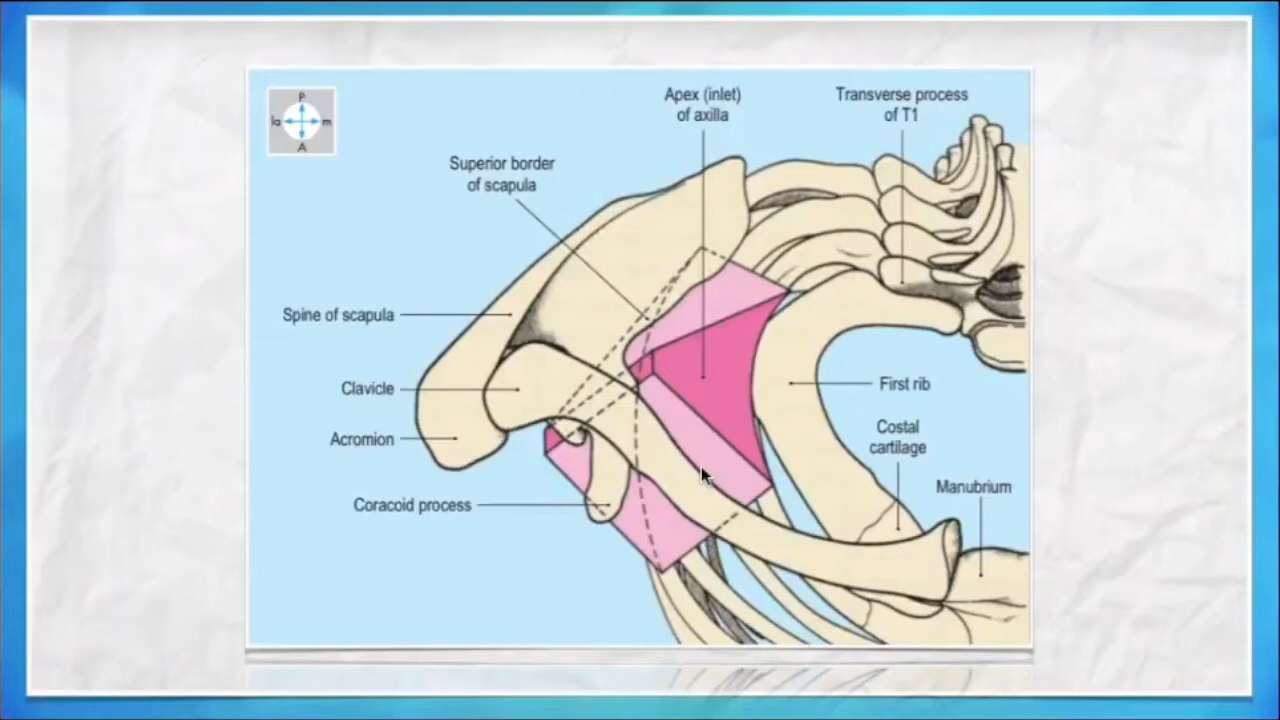 P
la
m
A
Apex (inlet)
of axilla
Transverse process
of T1
Superior border
of scapula
Spine of scapula
Clavicle
First rib
Acromion
Costal
cartilage
Manubrium
Coracoid process